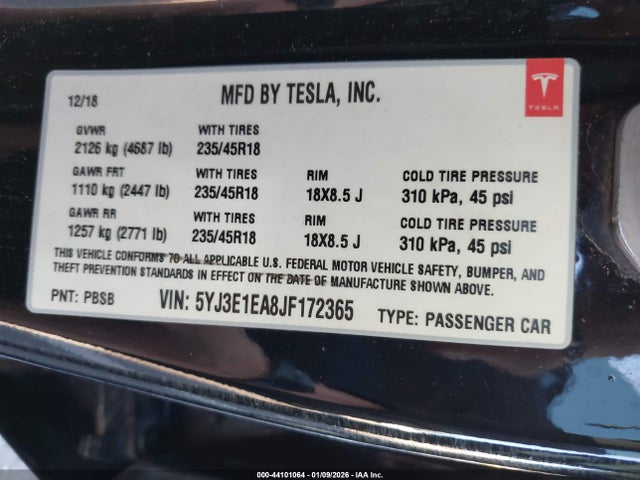 12/18 MFD BY TESLA, INC.
TESLA
GVWR WITH TIRES
2126 kg (4687 lb) 235/45R18
GAWR FRT WITH TIRES RIM COLD TIRE PRESSURE
1110 kg (2447 lb) 235/45R18 18X8.5 J 310 kPa, 45 psi
GAWR RR WITH TIRES RIM COLD TIRE PRESSURE
1257 kg (2771 lb) 235/45R18 18X8.5 J 310 kPa, 45 psi
THIS VEHICLE CONFORMS TO ALL APPLICABLE U.S. FEDERAL MOTOR VEHICLE SAFETY, BUMPER, AND
THEFT PREVENTION STANDARDS IN EFFECT ON THE DATE OF MANUFACTURE SHOWN ABOVE.
PNT: PBSB VIN: 5YJ3E1EA8JF172365 TYPE: PASSENGER CAR
000-44101064 - 01/09/2026 - IAA Inc.